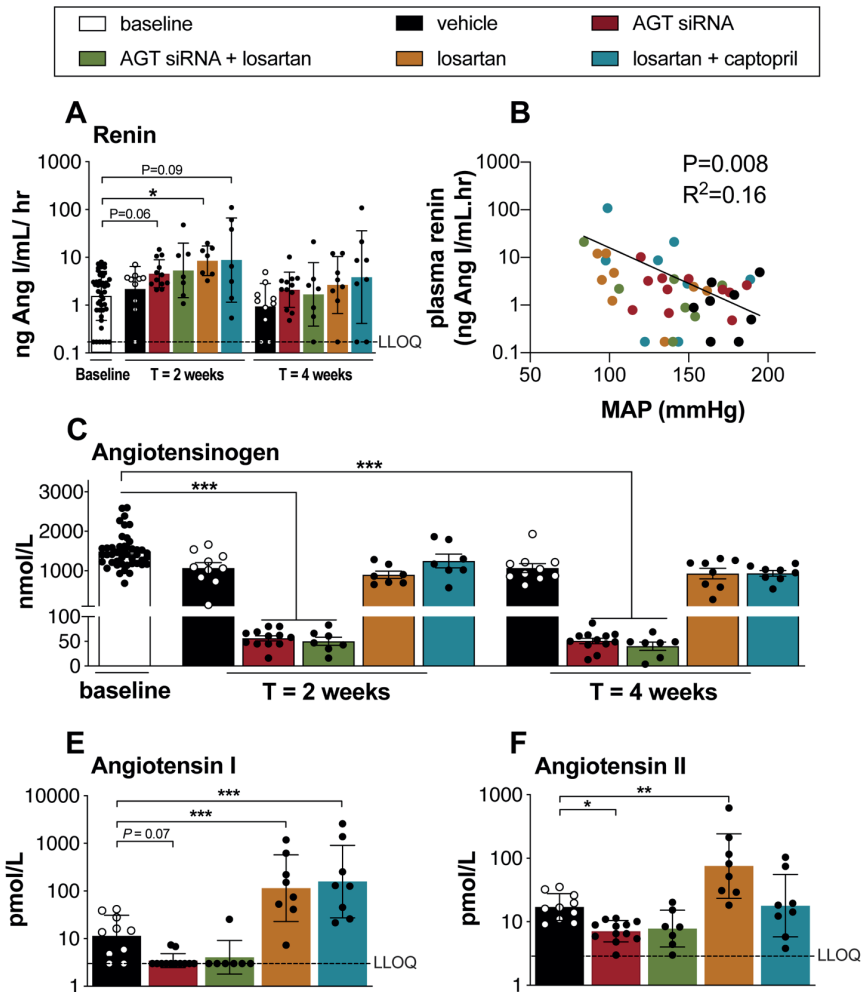 baseline
vehicle
AGT siRNA
AGT siRNA + losartan
losartan
losartan + captopril
A
Renin
ng Ang I/mL/ hr
1000
100
10
1
0.1
P=0.09
*
P=0.06
LLOQ
Baseline
T = 2 weeks
T = 4 weeks
B
plasma renin
(ng Ang I/mL.hr)
1000
100
10
1
0.1
P=0.008
R²=0.16
50
100
150
200
MAP (mmHg)
C
Angiotensinogen
nmol/L
3000
2000
1000
100
50
0
***
***
baseline
T = 2 weeks
T = 4 weeks
E
Angiotensin I
pmol/L
10000
1000
100
10
1
***
***
P = 0.07
LLOQ
F
Angiotensin II
pmol/L
1000
100
10
1
**
*
LLOQ